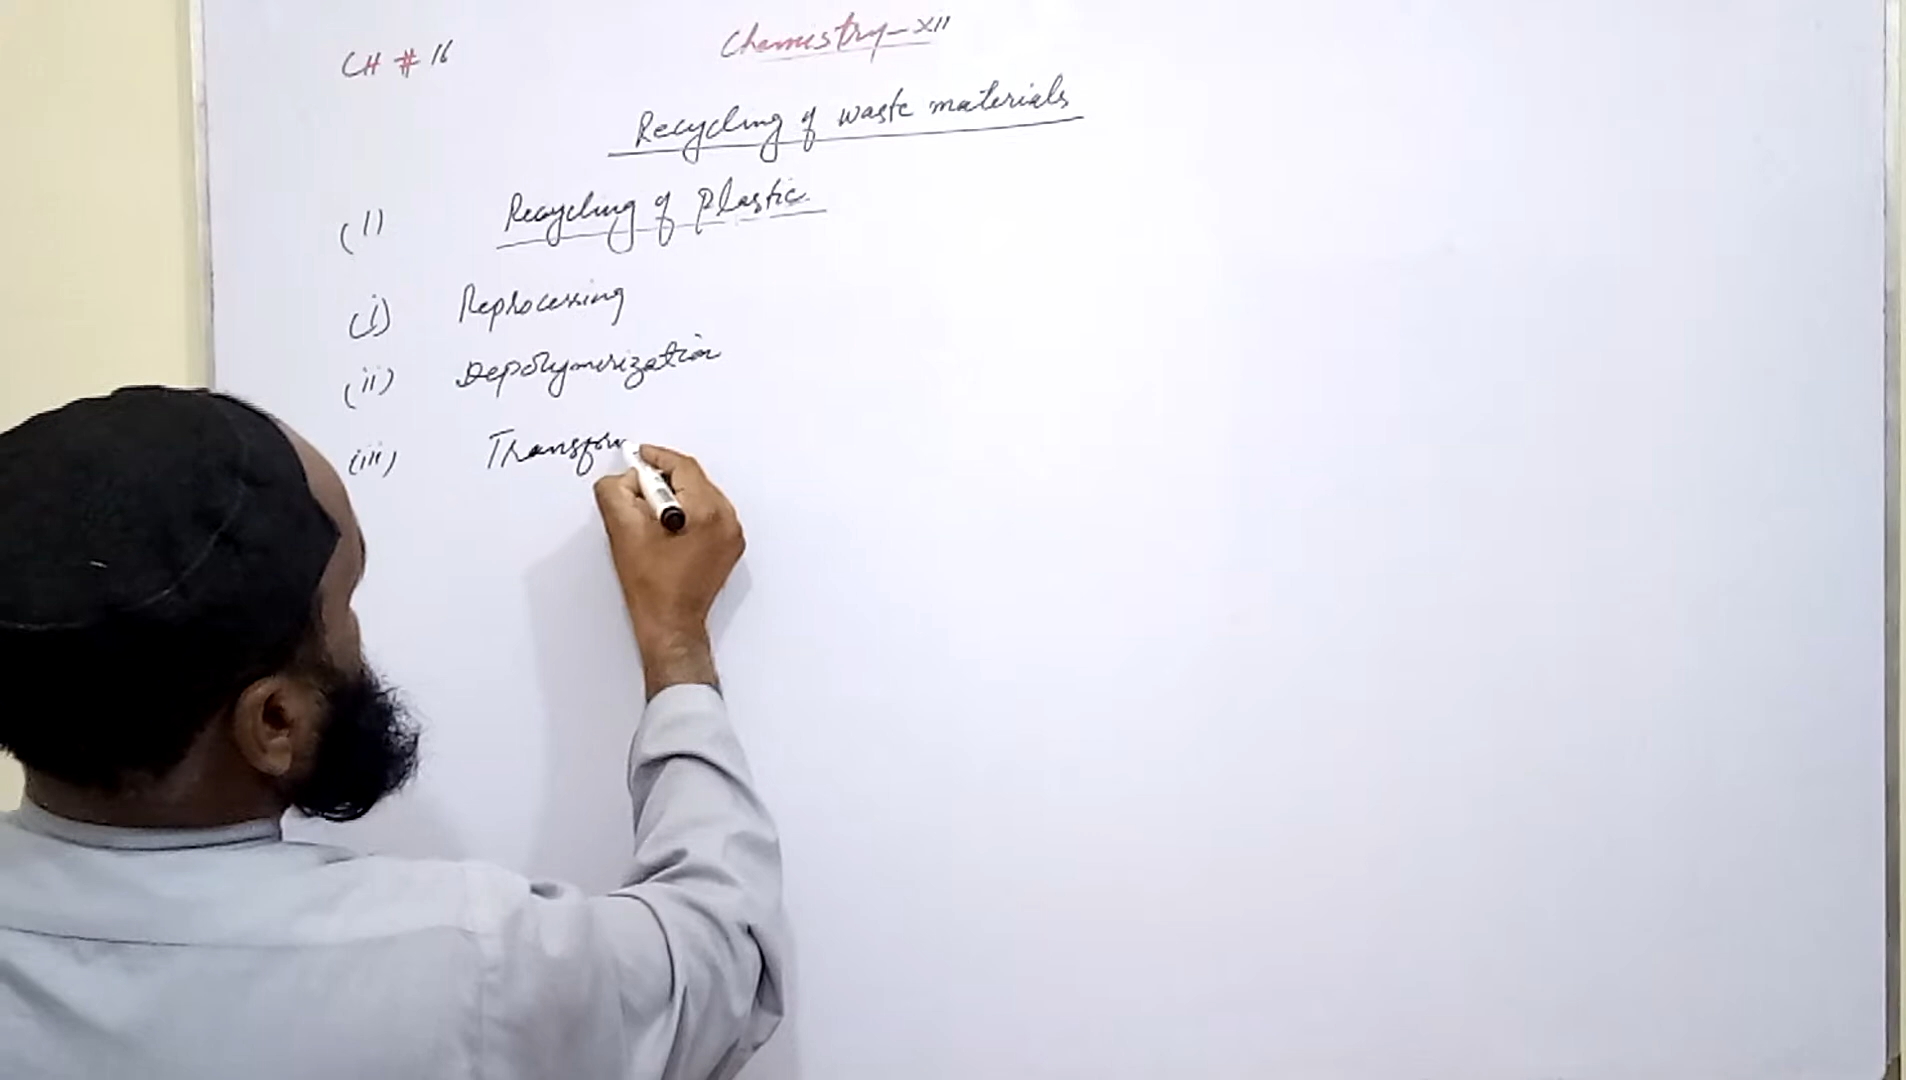 CH # 16
Chemistry-XII
Recycling of waste materials
(1) Recycling of Plastic
(i) Reprocessing
(ii) Depolymerization
(iii) Transfor